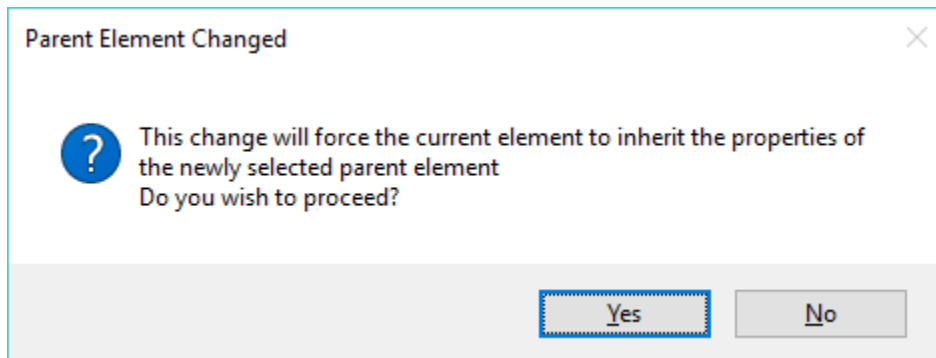 Parent Element Changed
?
This change will force the current element to inherit the properties of
the newly selected parent element
Do you wish to proceed?
Yes
No